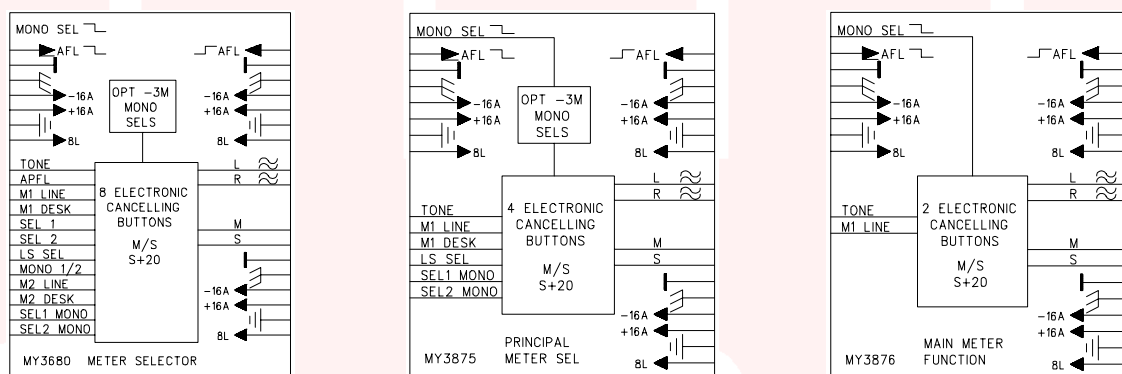 MONO SEL
AFL
AFL
OPT -3M
MONO
SELS
-16A
+16A
8L
-16A
+16A
8L
TONE
APFL
M1 LINE
M1 DESK
SEL 1
SEL 2
LS SEL
MONO 1/2
M2 LINE
M2 DESK
SEL1 MONO
SEL2 MONO
8 ELECTRONIC
CANCELLING
BUTTONS
M/S
S+20
L
R
M
S
-16A
+16A
8L
MY3680 METER SELECTOR
MONO SEL
AFL
AFL
OPT -3M
MONO
SELS
-16A
+16A
8L
-16A
+16A
8L
TONE
M1 LINE
M1 DESK
LS SEL
SEL1 MONO
SEL2 MONO
4 ELECTRONIC
CANCELLING
BUTTONS
M/S
S+20
L
R
M
S
-16A
+16A
8L
MY3875
PRINCIPAL
METER SEL
MONO SEL
AFL
AFL
-16A
+16A
8L
-16A
+16A
8L
TONE
M1 LINE
2 ELECTRONIC
CANCELLING
BUTTONS
M/S
S+20
L
R
M
S
-16A
+16A
8L
MY3876
MAIN METER
FUNCTION